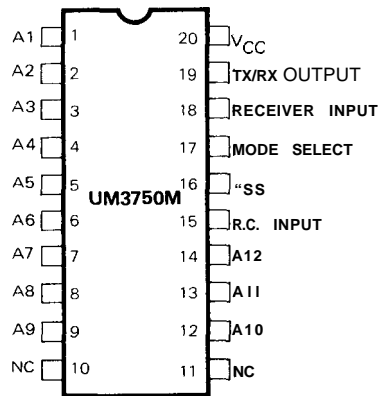 A1 1 20 VCC
A2 2 19 TX/RX OUTPUT
A3 3 18 RECEIVER INPUT
A4 4 17 MODE SELECT
A5 5 16 “SS
UM3750M
A6 6 15 R.C. INPUT
A7 7 14 A12
A8 8 13 AII
A9 9 12 A10
NC 10 11 NC